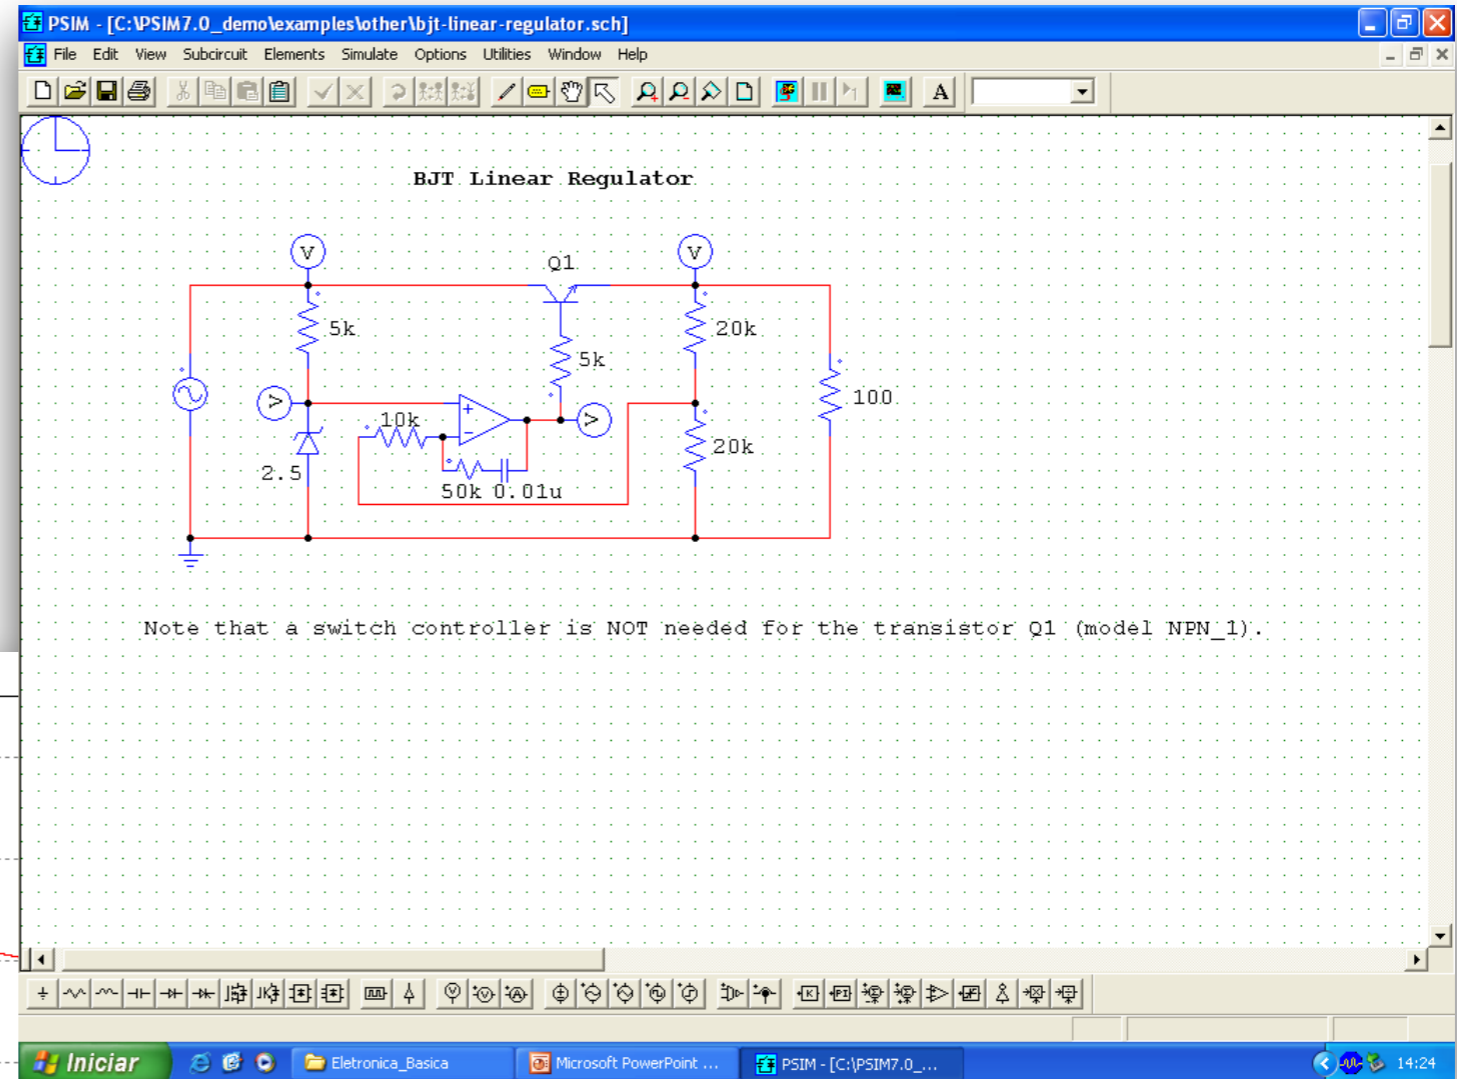 PSIM - [C:\PSIM7.0_demo\examples\other\bjt-linear-regulator.sch]
File Edit View Subcircuit Elements Simulate Options Utilities Window Help
A
BJT Linear Regulator
V
Q1
V
5k
20k
5k
V
100
10k
V
20k
2.5
50k 0.01u
Note that a switch controller is NOT needed for the transistor Q1 (model NPN_1).
Iniciar
Eletronica_Basica
Microsoft PowerPoint ...
PSIM - [C:\PSIM7.0_...
14:24